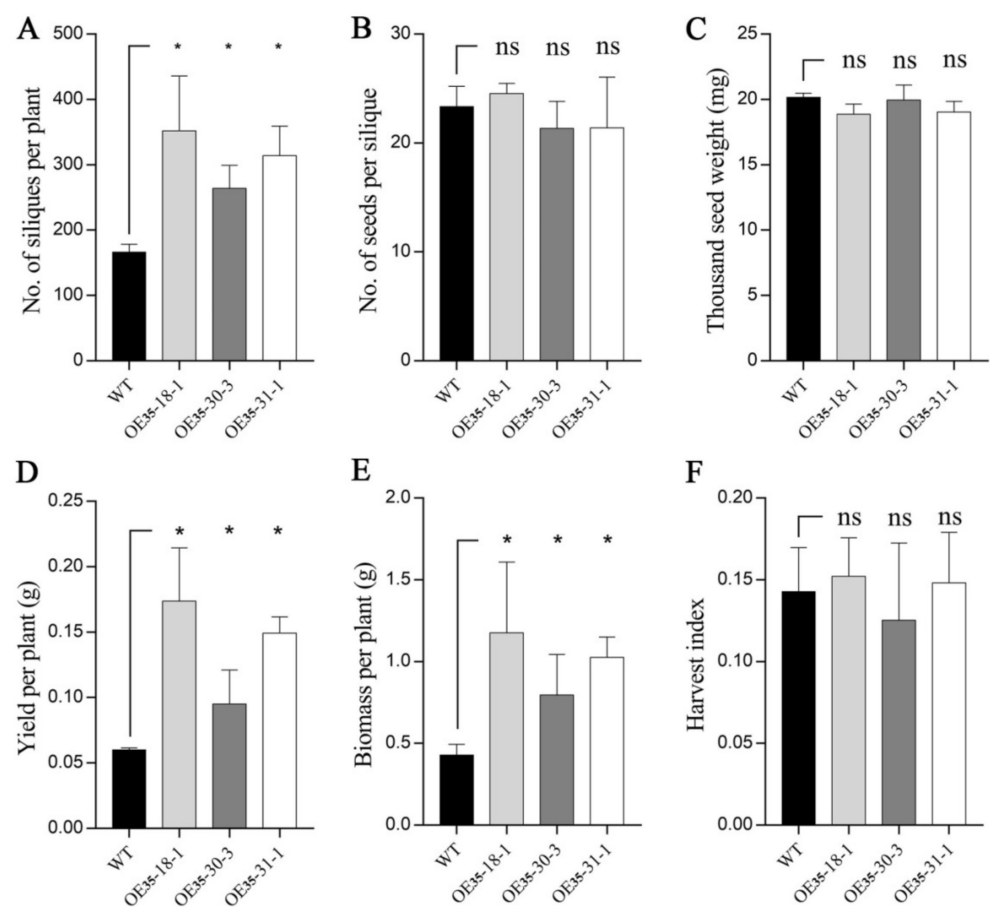 A
No. of siliques per plant
500
400
300
200
100
0
* * *
WT
OE35-18-1
OE35-30-3
OE35-31-1
B
No. of seeds per silique
30
20
10
0
ns ns ns
WT
OE35-18-1
OE35-30-3
OE35-31-1
C
Thousand seed weight (mg)
25
20
15
10
5
0
ns ns ns
WT
OE35-18-1
OE35-30-3
OE35-31-1
D
Yield per plant (g)
0.25
0.20
0.15
0.10
0.05
0.00
* * *
WT
OE35-18-1
OE35-30-3
OE35-31-1
E
Biomass per plant (g)
2.0
1.5
1.0
0.5
0.0
* * *
WT
OE35-18-1
OE35-30-3
OE35-31-1
F
Harvest index
0.20
0.15
0.10
0.05
0.00
ns ns ns
WT
OE35-18-1
OE35-30-3
OE35-31-1